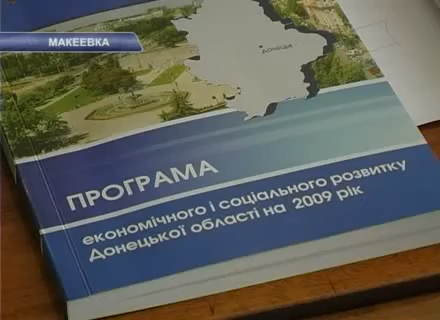 МАКЕЕВКА
ДОНЕЦЬК
ПРОГРАМА
економічного і соціального розвитку
Донецької області на 2009 рік